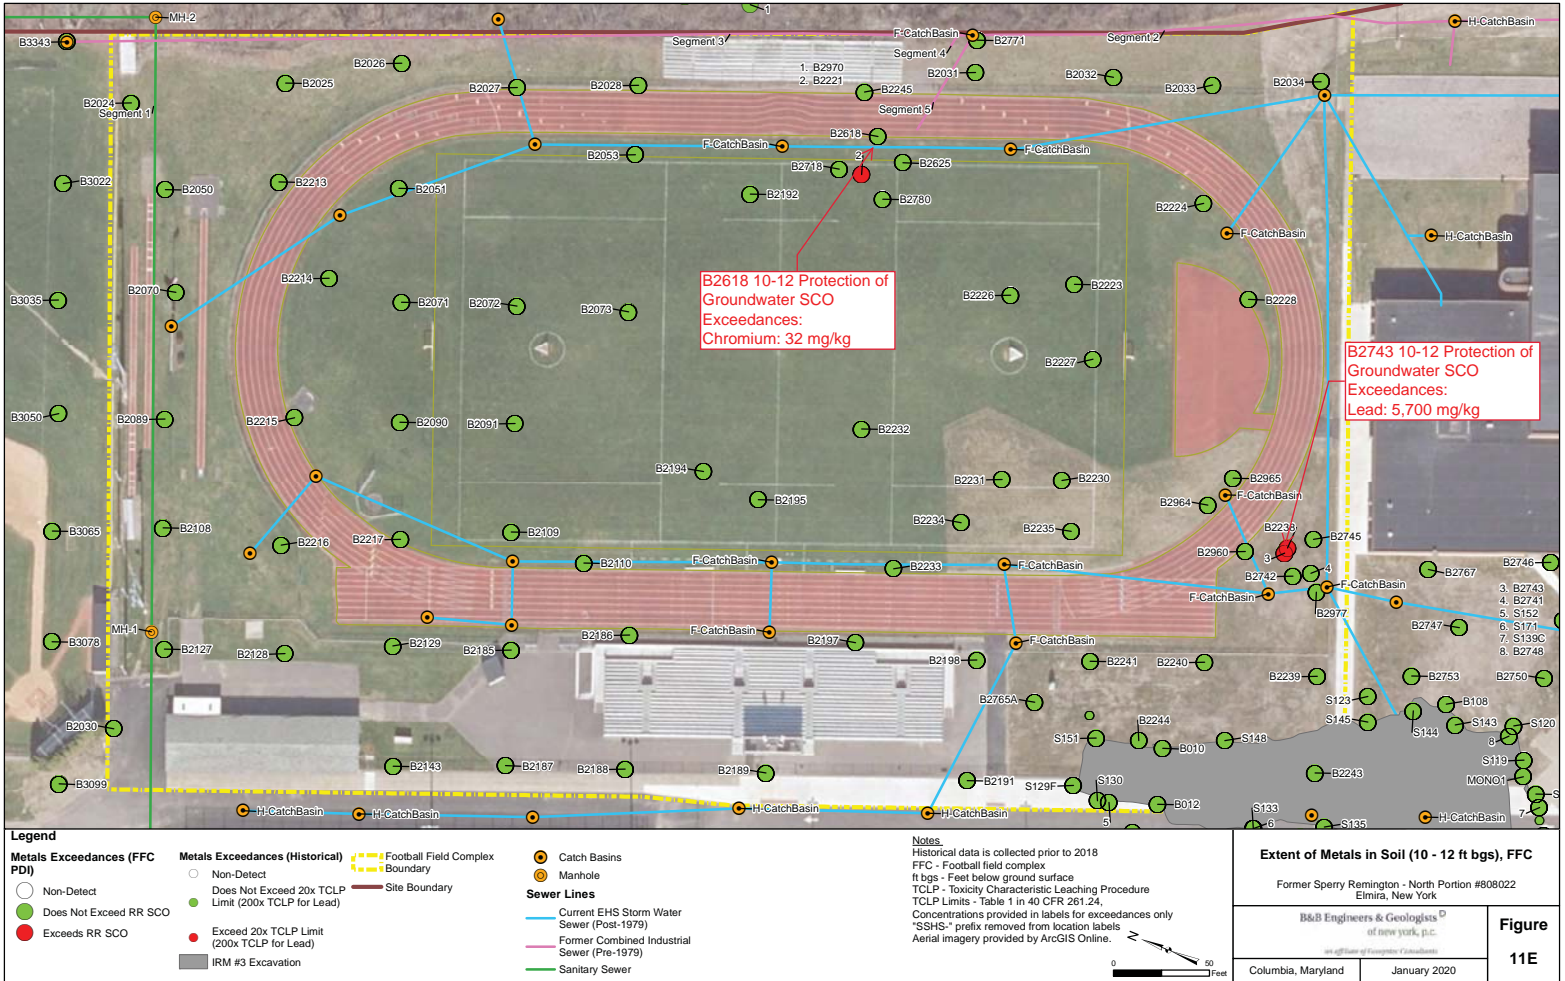 MH-2
1
B3343
Segment 3
F-CatchBasin
B2771
Segment 2
H-CatchBasin
Segment 4
B2026
B2025
B2027
B2028
1. B2970
2. B2221
B2245
B2031
B2032
B2033
B2034
B2024
Segment 1
Segment 5
B2618
F-CatchBasin
F-CatchBasin
B2053
2
B2718
B2625
B3022
B2050
B2213
B2051
B2192
B2780
B2224
F-CatchBasin
H-CatchBasin
B2214
B2618 10-12 Protection of
Groundwater SCO
Exceedances:
Chromium: 32 mg/kg
B2223
B3035
B2070
B2071
B2072
B2073
B2226
B2228
B2743 10-12 Protection of
Groundwater SCO
Exceedances:
Lead: 5,700 mg/kg
B2227
B3050
B2089
B2215
B2090
B2091
B2232
B2194
B2195
B2231
B2230
B2965
F-CatchBasin
B2964
B3065
B2108
B2216
B2217
B2109
B2234
B2235
B2238
B2745
B2960
3
B2110
F-CatchBasin
B2233
F-CatchBasin
B2742
4
F-CatchBasin
F-CatchBasin
B2977
B2767
B2746
3. B2743
4. B2741
5. S152
6. S171
7. S139C
8. B2748
B2747
MH-1
B3078
B2127
B2128
B2129
B2185
B2186
F-CatchBasin
B2197
B2198
F-CatchBasin
B2241
B2240
B2239
B2753
B2750
B2765A
S123
B108
B2030
S151
B2244
B010
S148
S145
S144
S143
S120
8
S119
MONO1
B3099
B2143
B2187
B2188
B2189
B2191
S129F
S130
B2243
S
7
H-CatchBasin
H-CatchBasin
H-CatchBasin
H-CatchBasin
5
B012
S133
6
S135
H-CatchBasin
Legend
Metals Exceedances (FFC
PDI)
Non-Detect
Does Not Exceed RR SCO
Exceeds RR SCO
Metals Exceedances (Historical)
Non-Detect
Does Not Exceed 20x TCLP
Limit (200x TCLP for Lead)
Exceed 20x TCLP Limit
(200x TCLP for Lead)
IRM #3 Excavation
Football Field Complex
Boundary
Site Boundary
Catch Basins
Manhole
Sewer Lines
Current EHS Storm Water
Sewer (Post-1979)
Former Combined Industrial
Sewer (Pre-1979)
Sanitary Sewer
Notes
Historical data is collected prior to 2018
FFC - Football field complex
ft bgs - Feet below ground surface
TCLP - Toxicity Characteristic Leaching Procedure
TCLP Limits - Table 1 in 40 CFR 261.24,
Concentrations provided in labels for exceedances only
"SSHS-" prefix removed from location labels
Aerial imagery provided by ArcGIS Online.
N
0 50
Feet
Extent of Metals in Soil (10 - 12 ft bgs), FFC
Former Sperry Remington - North Portion #808022
Elmira, New York
B&B Engineers & Geologists
of new york, p.c.
an affiliate of Geosyntec Consultants
Columbia, Maryland
January 2020
Figure
11E